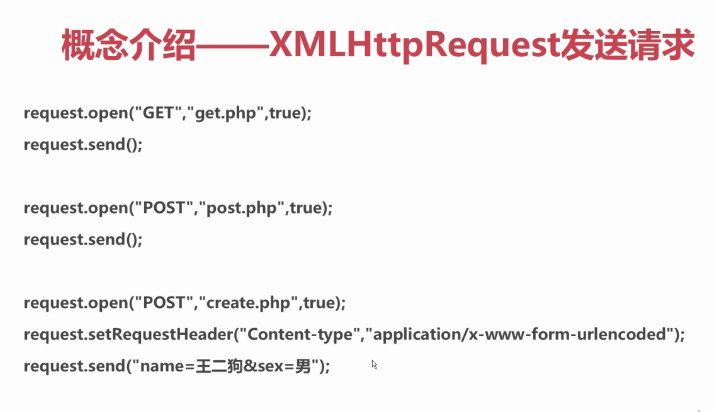 概念介绍——XMLHttpRequest发送请求
request.open("GET","get.php",true);
request.send();
request.open("POST","post.php",true);
request.send();
request.open("POST","create.php",true);
request.setRequestHeader("Content-type","application/x-www-form-urlencoded");
request.send("name=王二狗&sex=男");